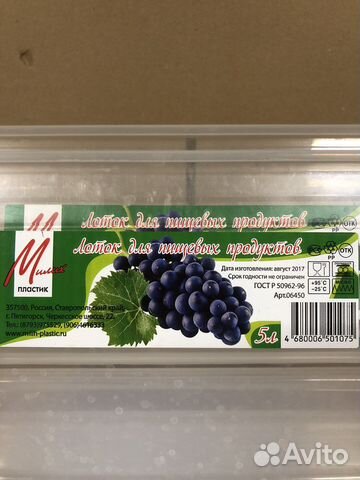 Лоток для пищевых продуктов
PP
ОТК
Лоток для пищевых продуктов
PP
ОТК
Милих
пластик
Дата изготовления: август 2017
Срок годности не ограничен
ГОСТ Р 50962-96
Арт.06450
+95°C
-25°C
357500, Россия, Ставропольский край,
г. Пятигорск, Черкесское шоссе, 22.
www.milih-plastic.ru
5л
4 680006 501075
Avito